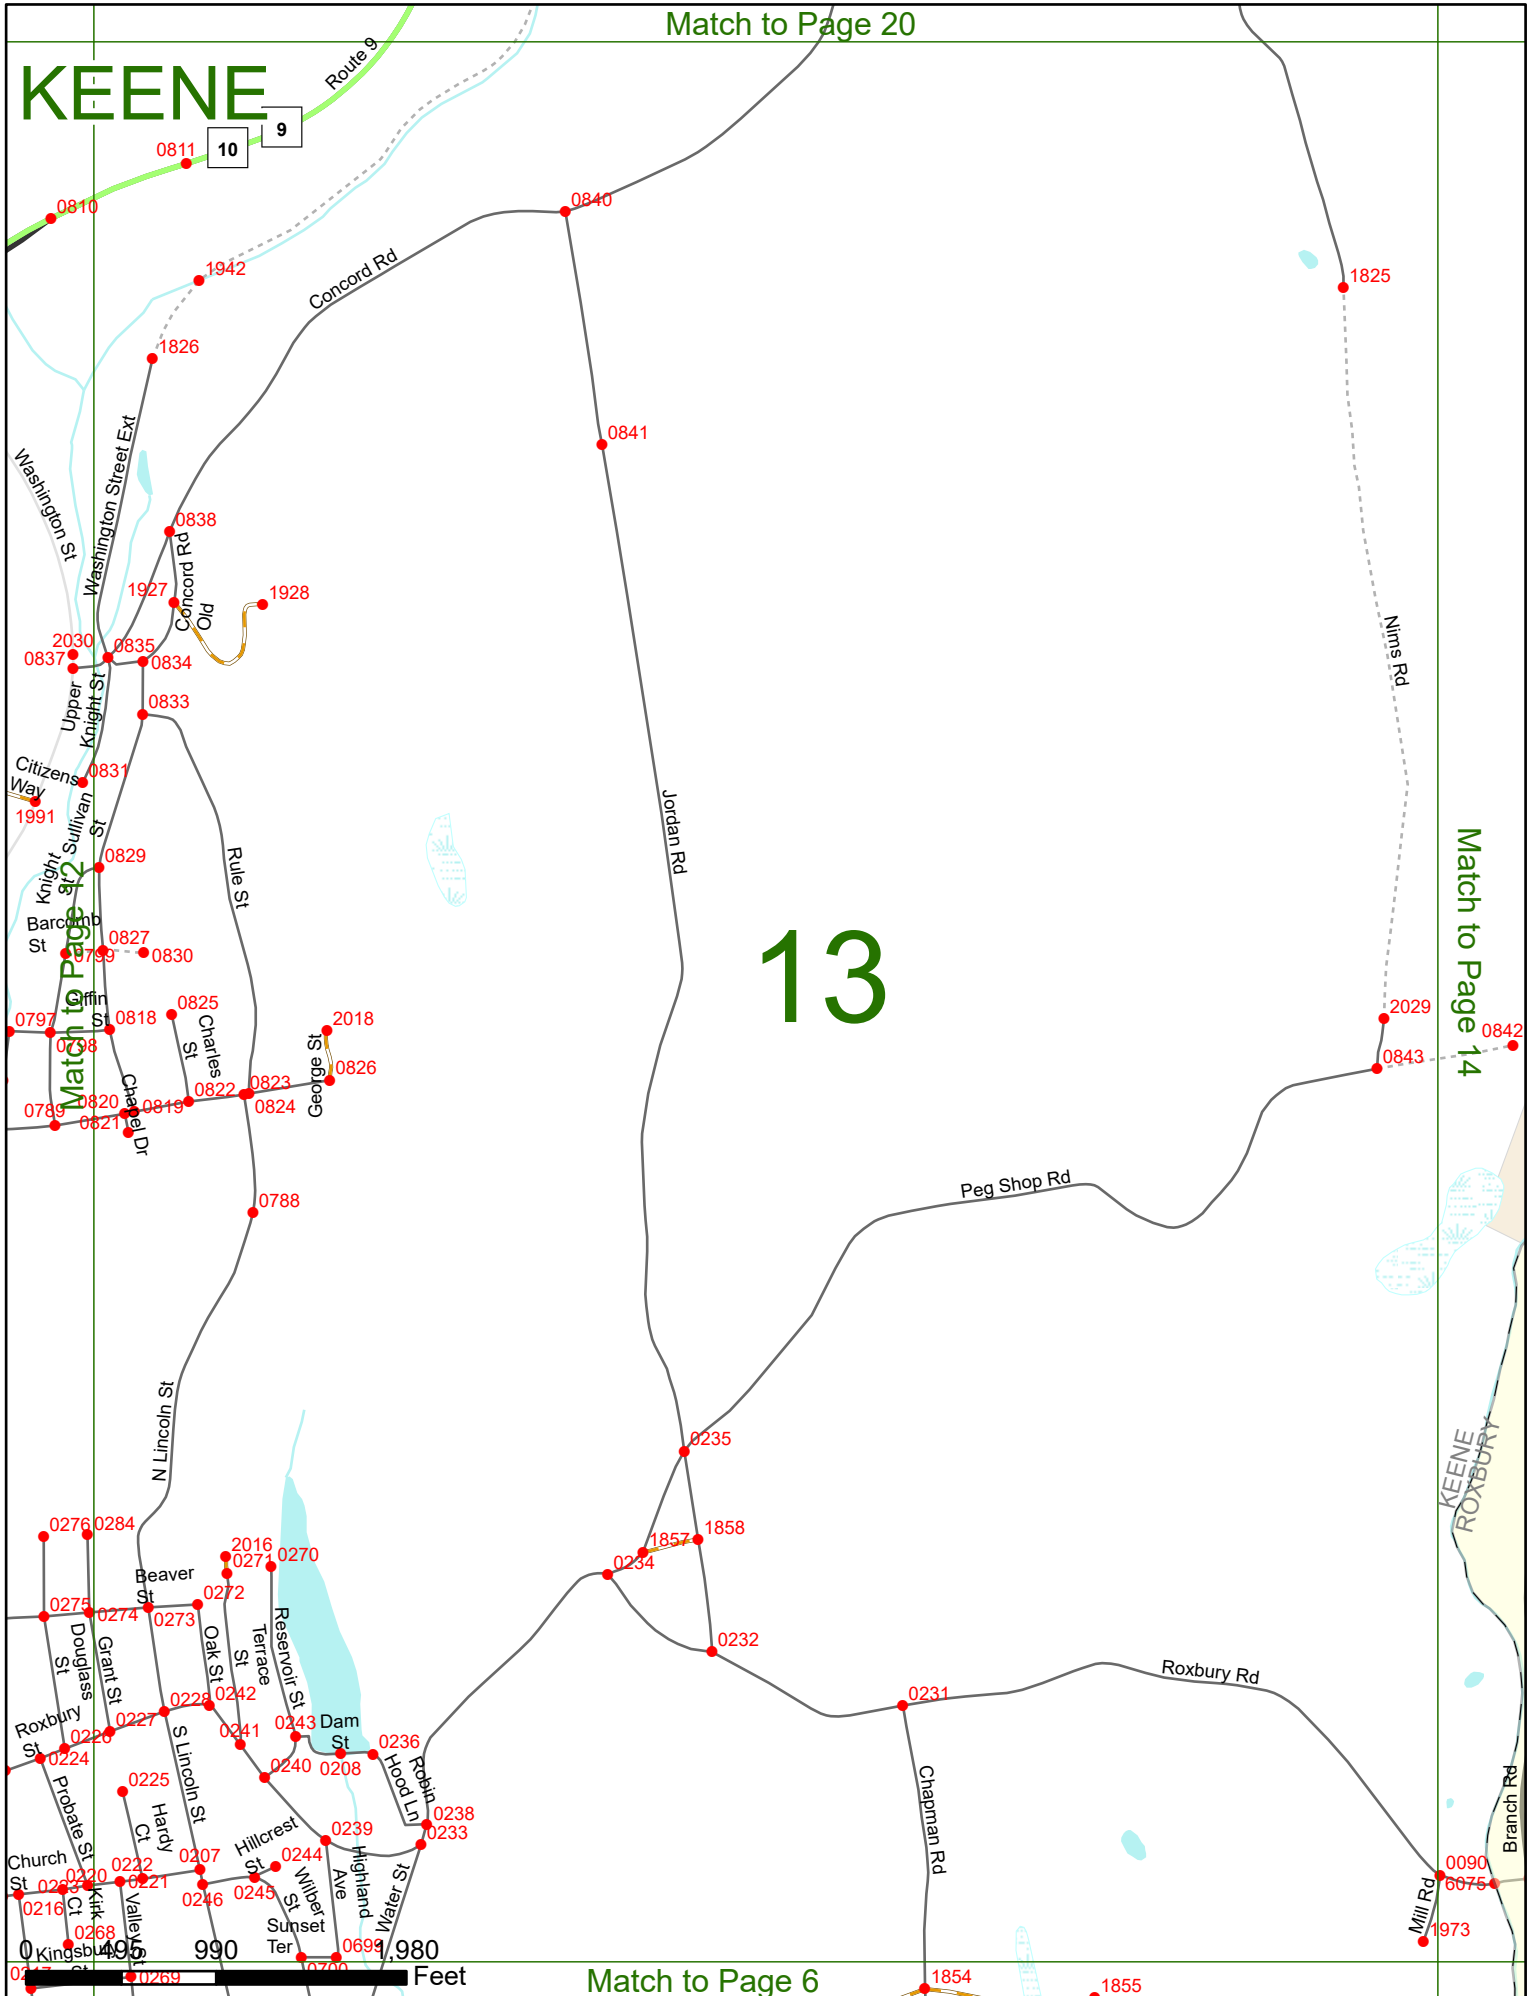 Match to Page 20
KEENE
Route 9
9
10
0811
0810
0840
1942
Concord Rd
1825
1826
0841
Washington Street Ext
Washington St
0838
Old
Concord Rd
1927
1928
2030
0835
0837
0834
Nims Rd
Upper
Knight St
0833
Citizens
Way
0831
1991
Sullivan
St
Jordan Rd
Knight
St
0829
Rule St
Match to Page 12
Match to Page 14
Barcomb
St
0827
0799
0830
13
Giffin
St
0825
0797
0818
0798
Charles
St
2018
2029
0842
George St
0826
0843
0823
0822
0824
0820
0819
0789
0821
Chapel Dr
Peg Shop Rd
0788
N Lincoln St
0235
KEENE
ROXBURY
0276
0284
1858
2016
1857
0271
0270
0234
Beaver
St
0272
0275
0274
0273
Douglass
St
Grant St
Oak St
Terrace
St
Reservoir St
0232
Roxbury Rd
0228
0242
0231
Roxbury
St
0227
0226
0241
0243
Dam
St
0236
0224
S Lincoln St
0208
0240
Robin
Hood Ln
0225
Probate St
Hardy
Ct
Chapman Rd
Branch Rd
0238
0239
0233
Hillcrest
St
0244
Church
St
0207
0222
0220
0221
0223
0246
0245
0090
6075
0216
Kirk
Ct
Valley St
Wilber
St
Ave
Highland
Water St
Mill Rd
0268
Sunset
Ter
0699
0700
1973
0
495
990
1,980
Feet
Kingsbury
St
0217
0269
Match to Page 6
1854
1855